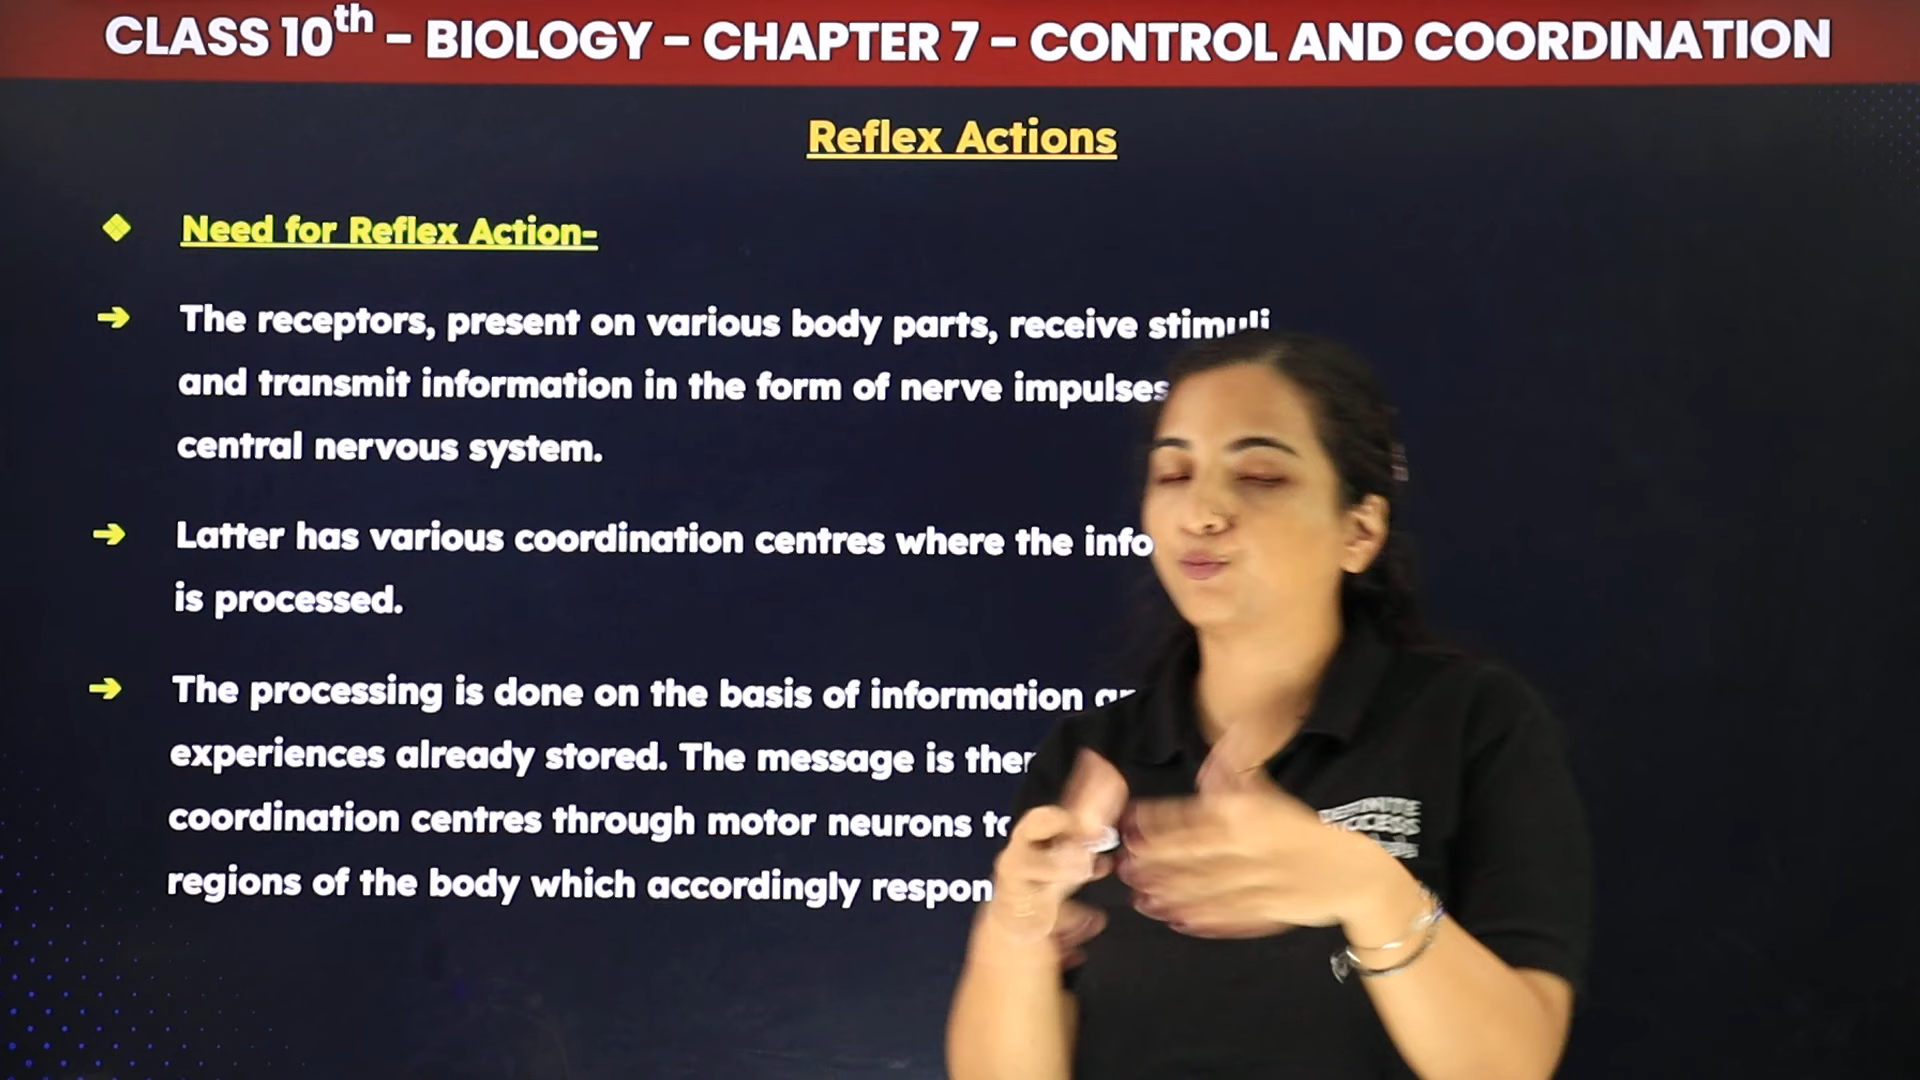 CLASS 10th – BIOLOGY – CHAPTER 7 – CONTROL AND COORDINATION
Reflex Actions
Need for Reflex Action-
The receptors, present on various body parts, receive stimuli
and transmit information in the form of nerve impulses
central nervous system.
Latter has various coordination centres where the
is processed.
The processing is done on the basis of information
experiences already stored. The message is
coordination centres through motor neurons
regions of the body which accordingly